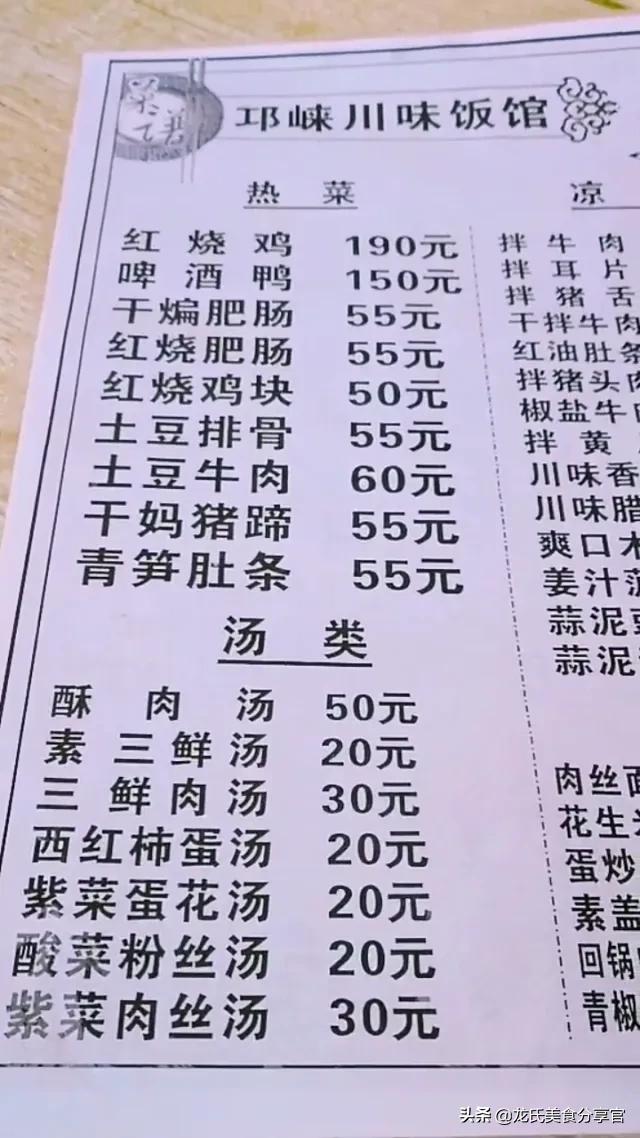 邛崃川味饭馆
热菜
红烧鸡 190元
啤酒鸭 150元
干煸肥肠 55元
红烧肥肠 55元
红烧鸡块 50元
土豆排骨 55元
土豆牛肉 60元
干妈猪蹄 55元
青笋肚条 55元
汤类
酥肉汤 50元
素三鲜汤 20元
三鲜肉汤 30元
西红柿蛋汤 20元
紫菜蛋花汤 20元
酸菜粉丝汤 20元
紫菜肉丝汤 30元
凉
拌牛肉
拌耳片
拌猪舌
干拌牛肉
红油肚条
拌猪头肉
椒盐牛
拌黄
川味香
川味腊
爽口木
姜汁菠
蒜泥
蒜泥
肉丝面
花生
蛋炒
素盖
回锅
青椒
头条 @龙氏美食分享官